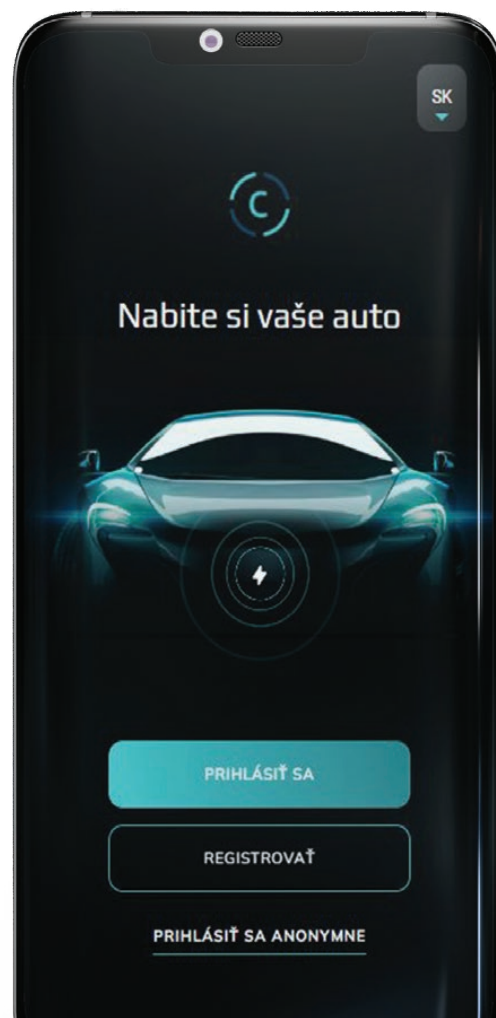 SK
C
Nabite si vaše auto
PRIHLÁSIŤ SA
REGISTROVAŤ
PRIHLÁSIŤ SA ANONYMNE